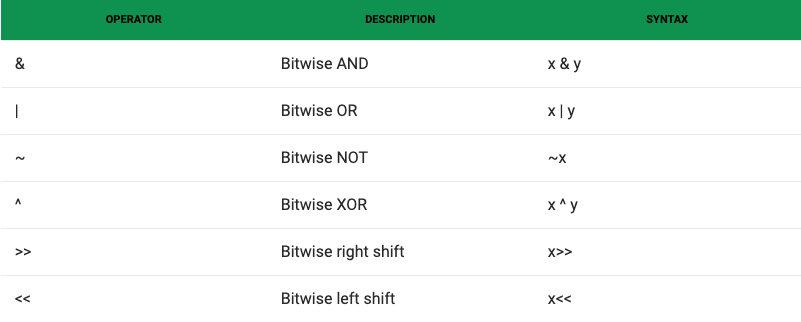 OPERATOR DESCRIPTION SYNTAX
& Bitwise AND x & y
| Bitwise OR x | y
~ Bitwise NOT ~x
^ Bitwise XOR x ^ y
>> Bitwise right shift x>>
<< Bitwise left shift x<<